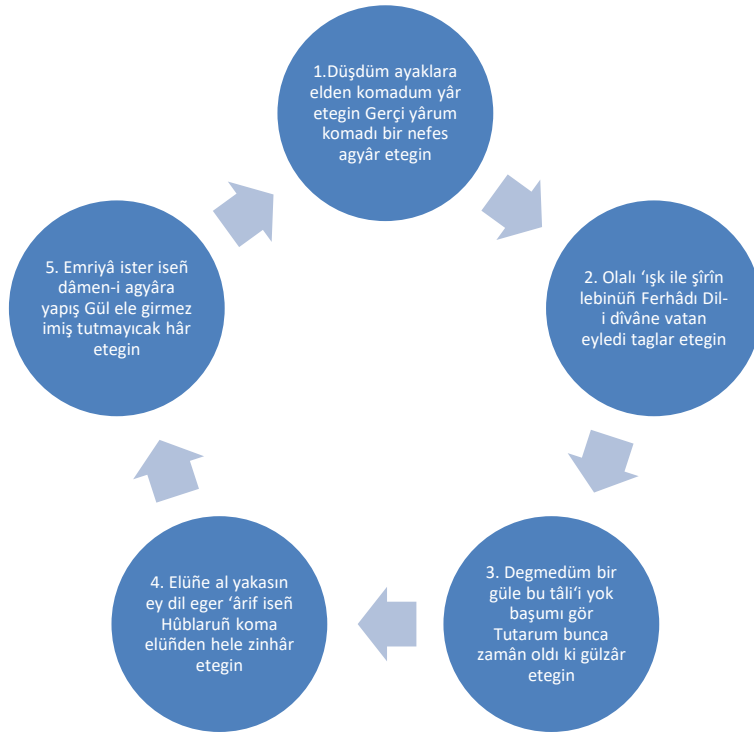 1.Düşdüm ayaklara
elden komadum yâr
etegin Gerçi yârum
komadı bir nefes
agyâr etegin
2. Olalı ‘ışk ile şîrîn
lebinüñ Ferhâdı Dil-
i dîvâne vatan
eyledi taglar etegin
3. Degmedüm bir
güle bu tâli‘i yok
başumı gör
Tutarum bunca
zamân oldı ki gülzâr
etegin
4. Elüñe al yakasın
ey dil eger ‘ârif iseñ
Hûblaruñ koma
elüñden hele zinhâr
etegin
5. Emriyâ ister iseñ
dâmen-i agyâra
yapış Gül ele girmez
imiş tutmayıcak hâr
etegin